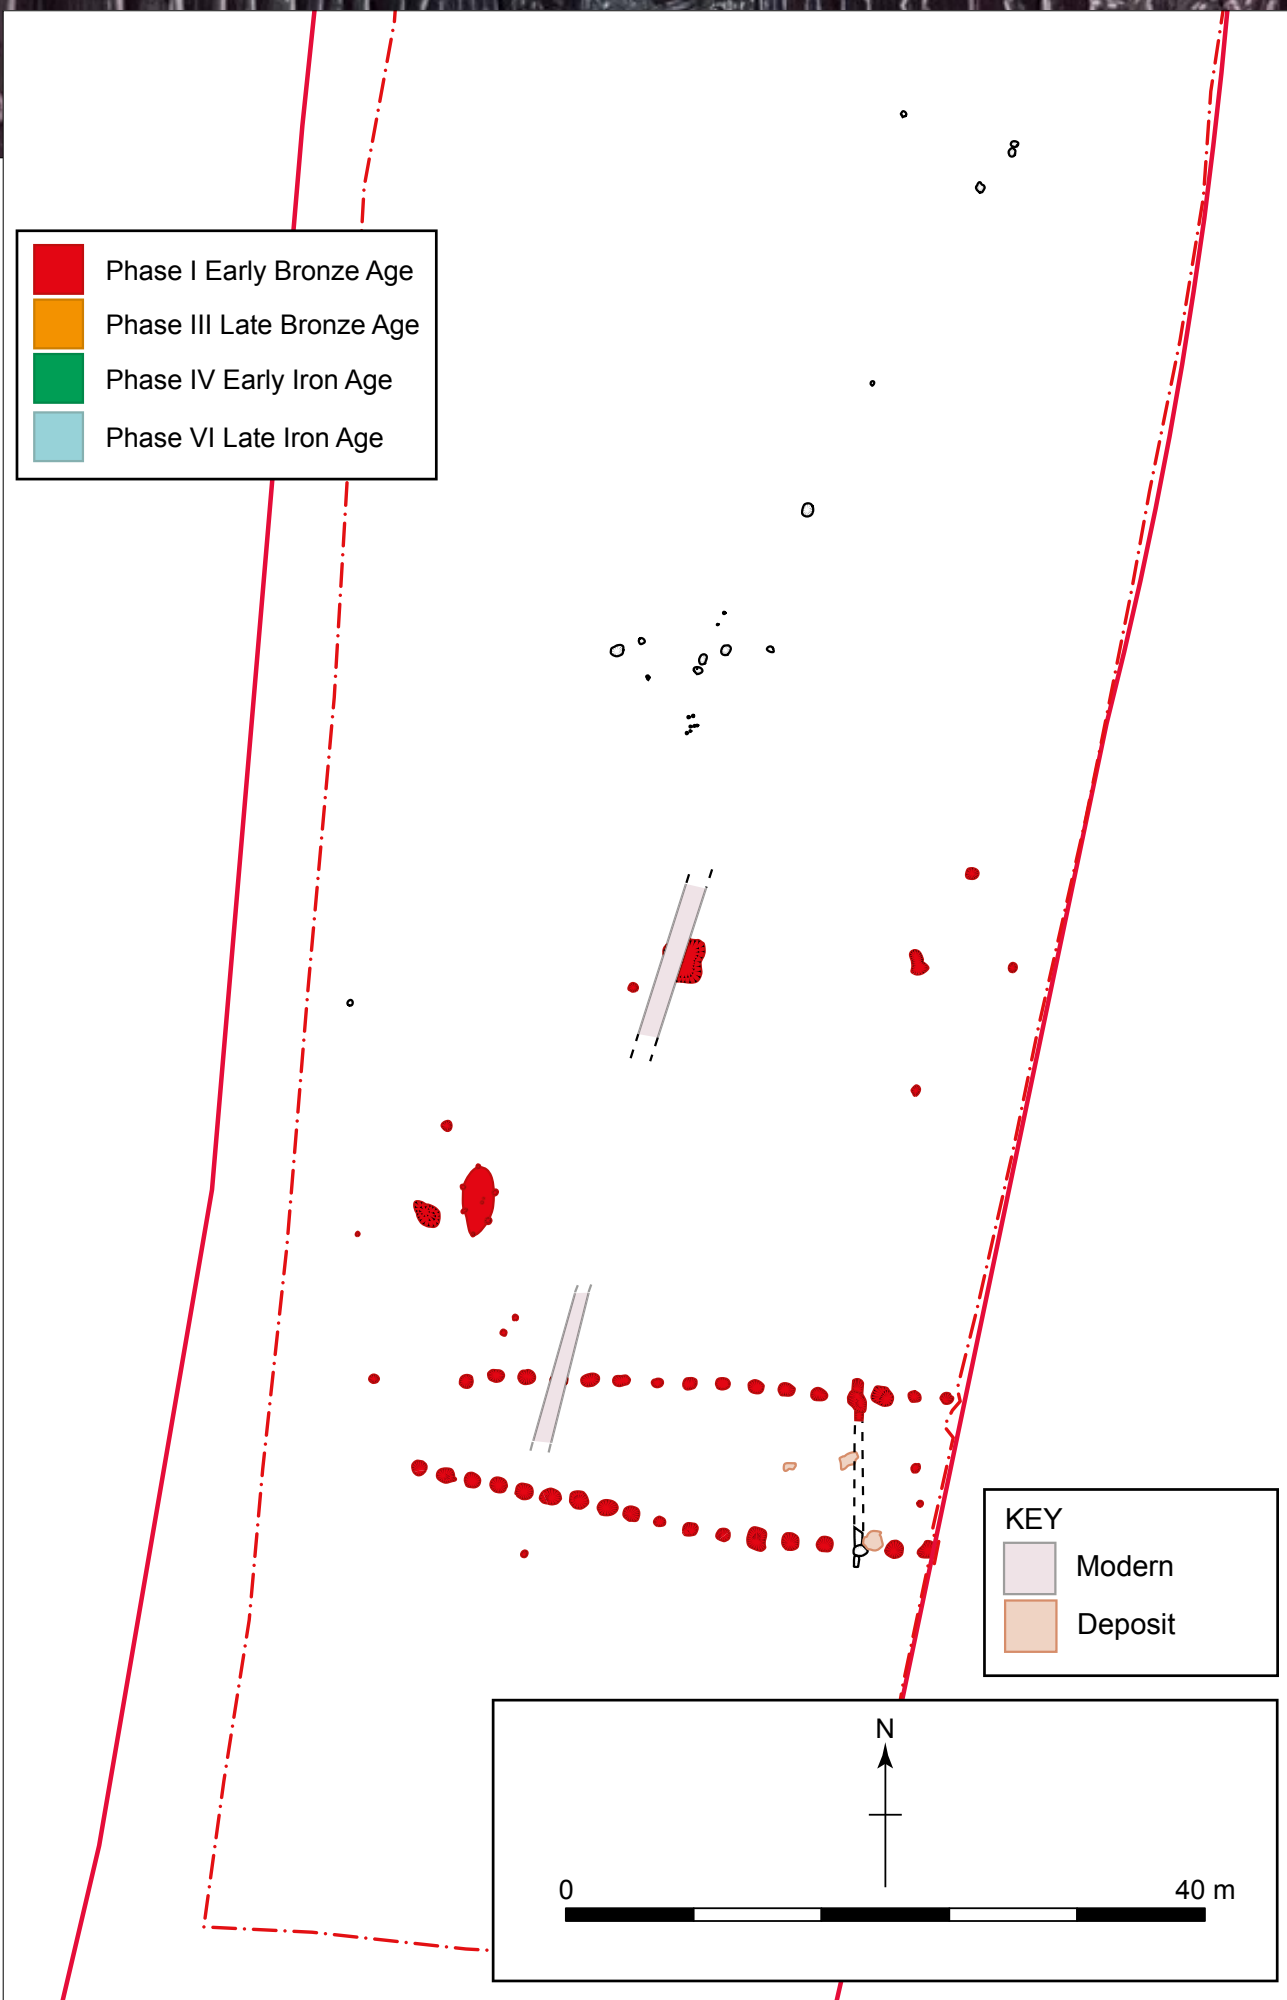 Phase I Early Bronze Age
Phase III Late Bronze Age
Phase IV Early Iron Age
Phase VI Late Iron Age
KEY
Modern
Deposit
N
0 40 m